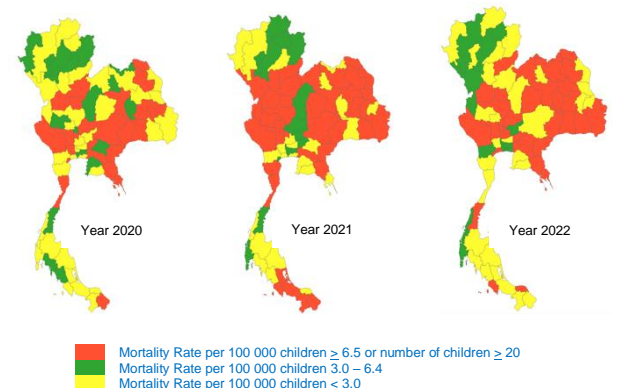 Year 2020
Year 2021
Year 2022
Mortality Rate per 100 000 children ≥ 6.5 or number of children ≥ 20
Mortality Rate per 100 000 children 3.0 – 6.4
Mortality Rate per 100 000 children < 3.0